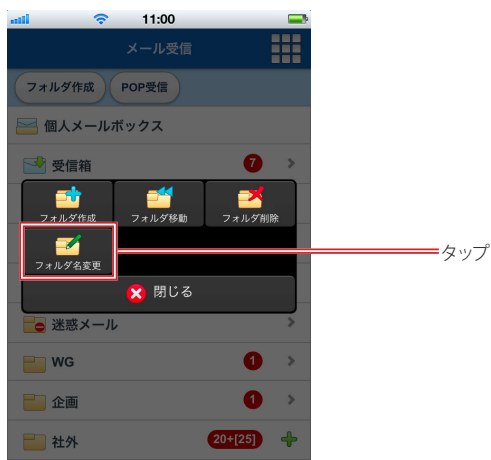 11:00
メール受信
フォルダ作成 POP受信
個人メールボックス
受信箱 7
フォルダ作成 フォルダ移動 フォルダ削除
フォルダ名変更
タップ
閉じる
迷惑メール
WG 1
企画 1
社外 20+[25]